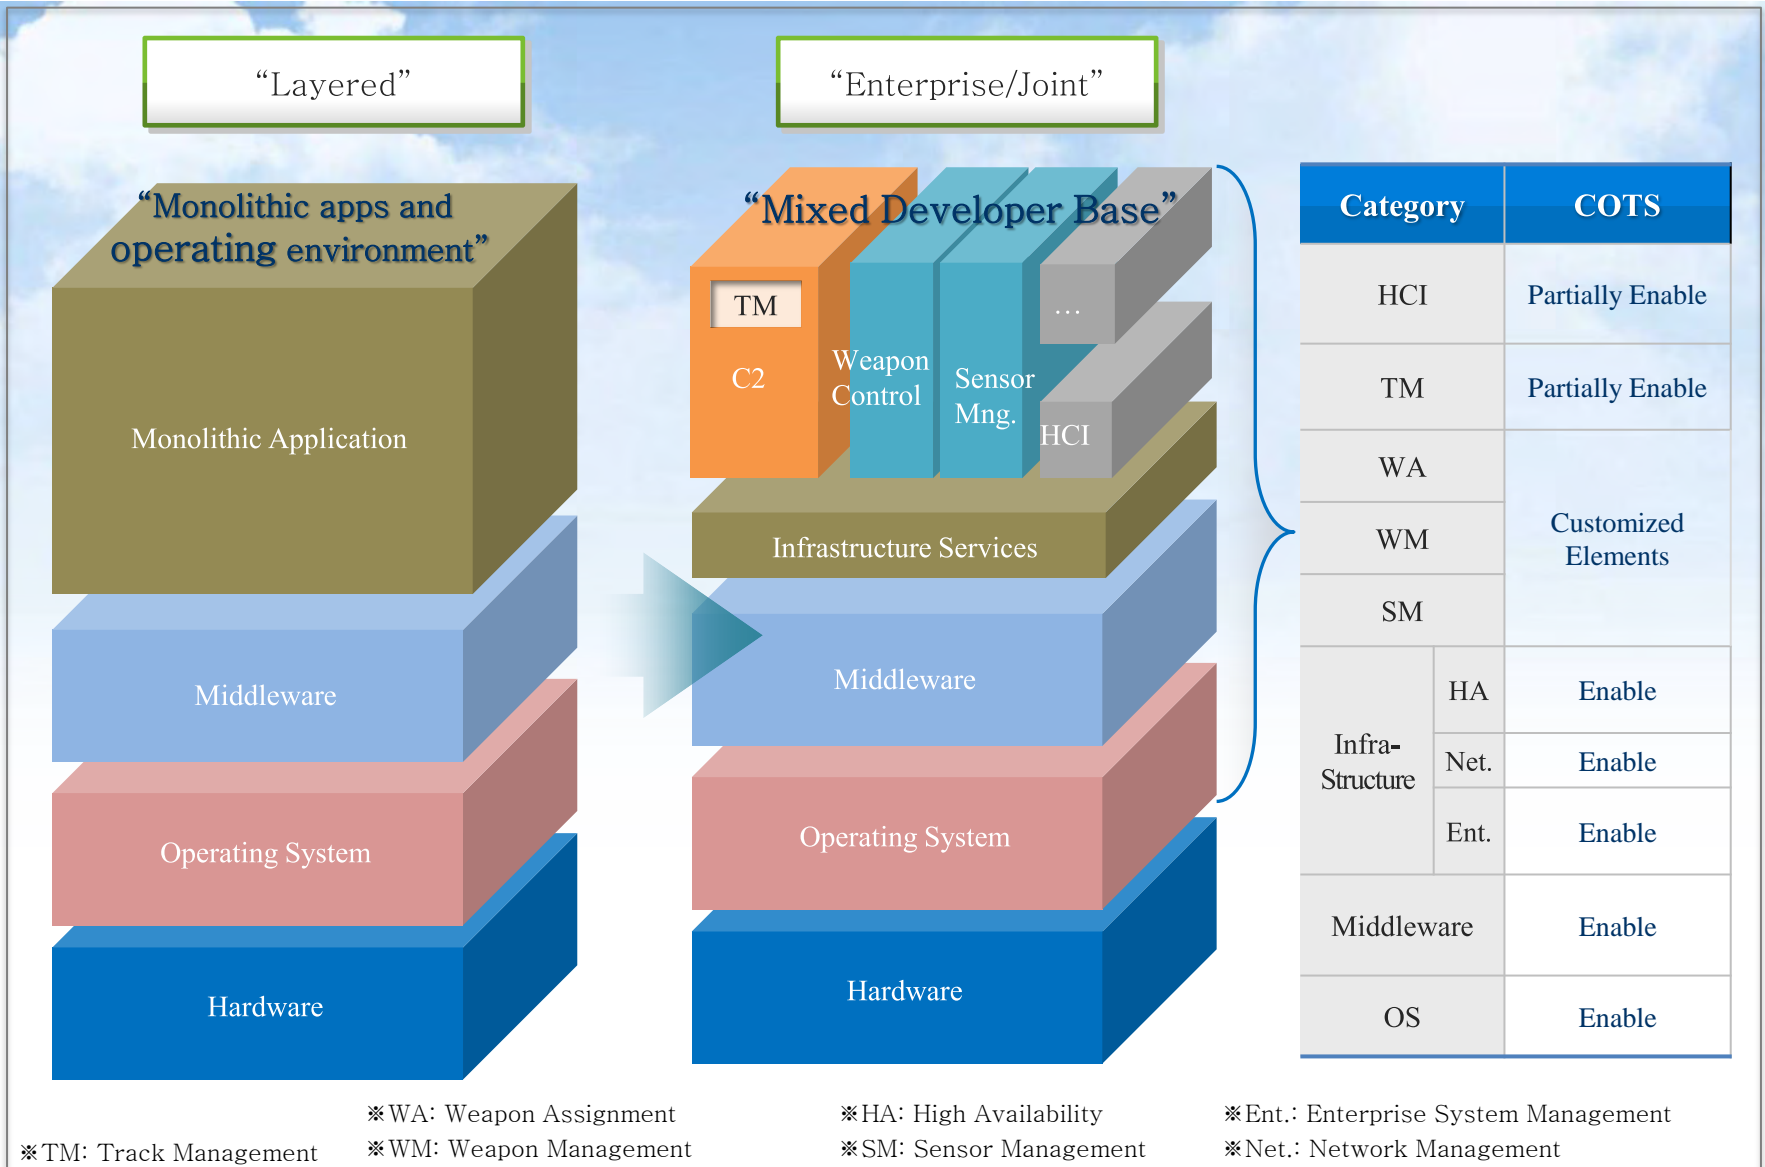 “Layered”
“Enterprise/Joint”
“Monolithic apps and
operating environment”
Monolithic Application
Middleware
Operating System
Hardware
“Mixed Developer Base”
TM
C2
Weapon
Control
Sensor
Mng.
...
HCI
Infrastructure Services
Middleware
Operating System
Hardware
Category COTS
HCI Partially Enable
TM Partially Enable
WA
WM
SM
Customized
Elements
Infra-
Structure
HA Enable
Net. Enable
Ent. Enable
Middleware Enable
OS Enable
※TM: Track Management
※WA: Weapon Assignment
※WM: Weapon Management
※HA: High Availability
※SM: Sensor Management
※Ent.: Enterprise System Management
※Net.: Network Management